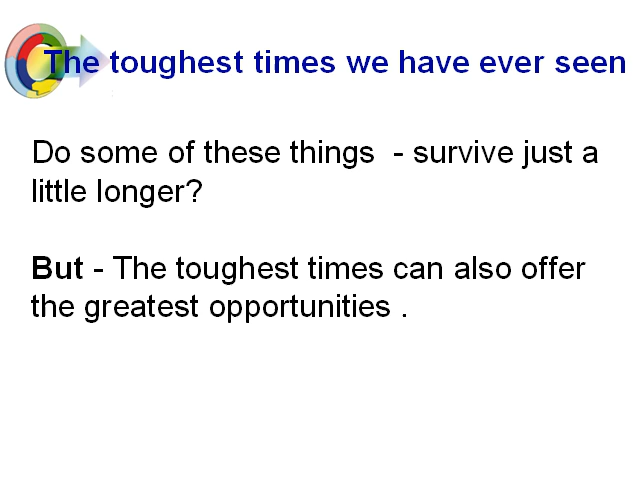 The toughest times we have ever seen
Do some of these things  - survive just a
little longer?
But - The toughest times can also offer
the greatest opportunities .